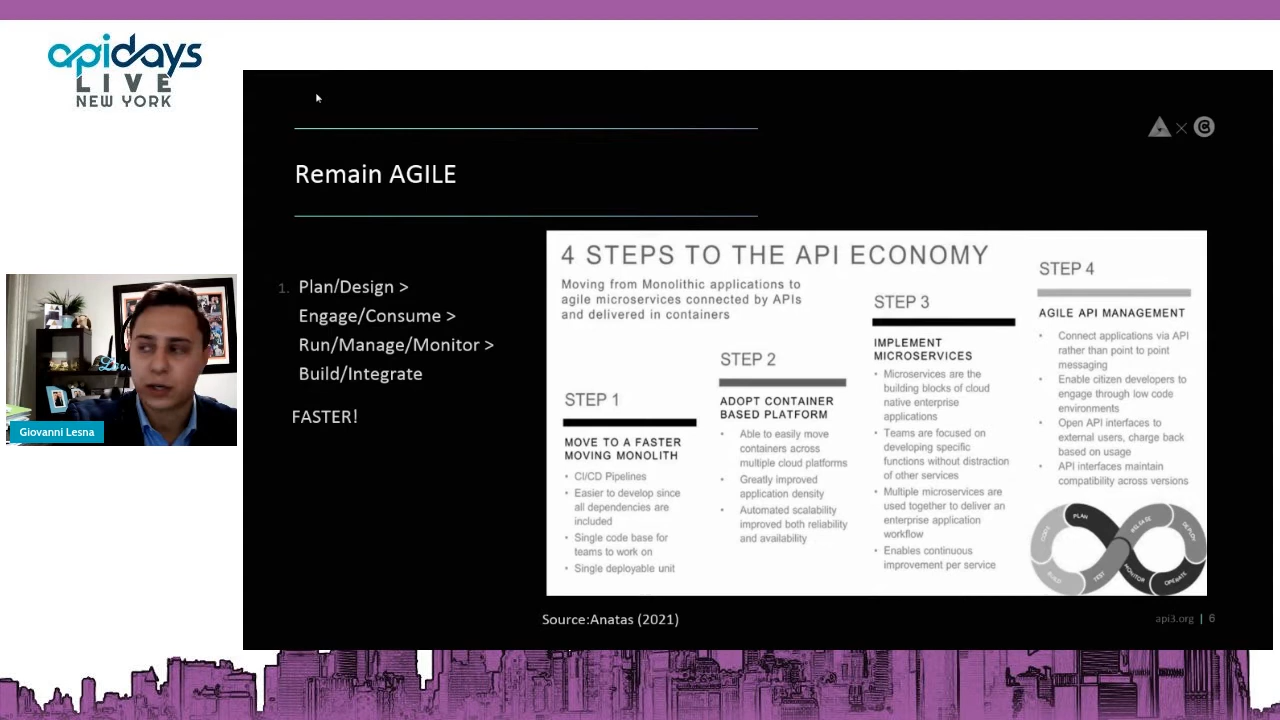 apidays
LIVE
NEW YORK
Remain AGILE
1. Plan/Design >
Engage/Consume >
Run/Manage/Monitor >
Build/Integrate
FASTER!
4 STEPS TO THE API ECONOMY
Moving from Monolithic applications to
agile microservices connected by APIs
and delivered in containers
STEP 1
MOVE TO A FASTER
MOVING MONOLITH
• CI/CD Pipelines
• Easier to develop since
all dependencies are
included
• Single code base for
teams to work on
• Single deployable unit
STEP 2
ADOPT CONTAINER
BASED PLATFORM
• Able to easily move
containers across
multiple cloud platforms
• Greatly improved
application density
• Automated scalability
improved both reliability
and availability
STEP 3
IMPLEMENT
MICROSERVICES
• Microservices are the
building blocks of cloud
native enterprise
applications
• Teams are focused on
developing specific
functions without distraction
of other services
• Multiple microservices are
used together to deliver an
enterprise application
workflow
• Enables continuous
improvement per service
STEP 4
AGILE API MANAGEMENT
• Connect applications via API
rather than point to point
messaging
• Enable citizen developers to
engage through low code
environments
• Open API interfaces to
external users, charge back
based on usage
• API interfaces maintain
compatibility across versions
CODE
PLAN
RELEASE
DEPLOY
BUILD
TEST
MONITOR
OPERATE
Source:Anatas (2021)
api3.org | 6
Giovanni Lesna